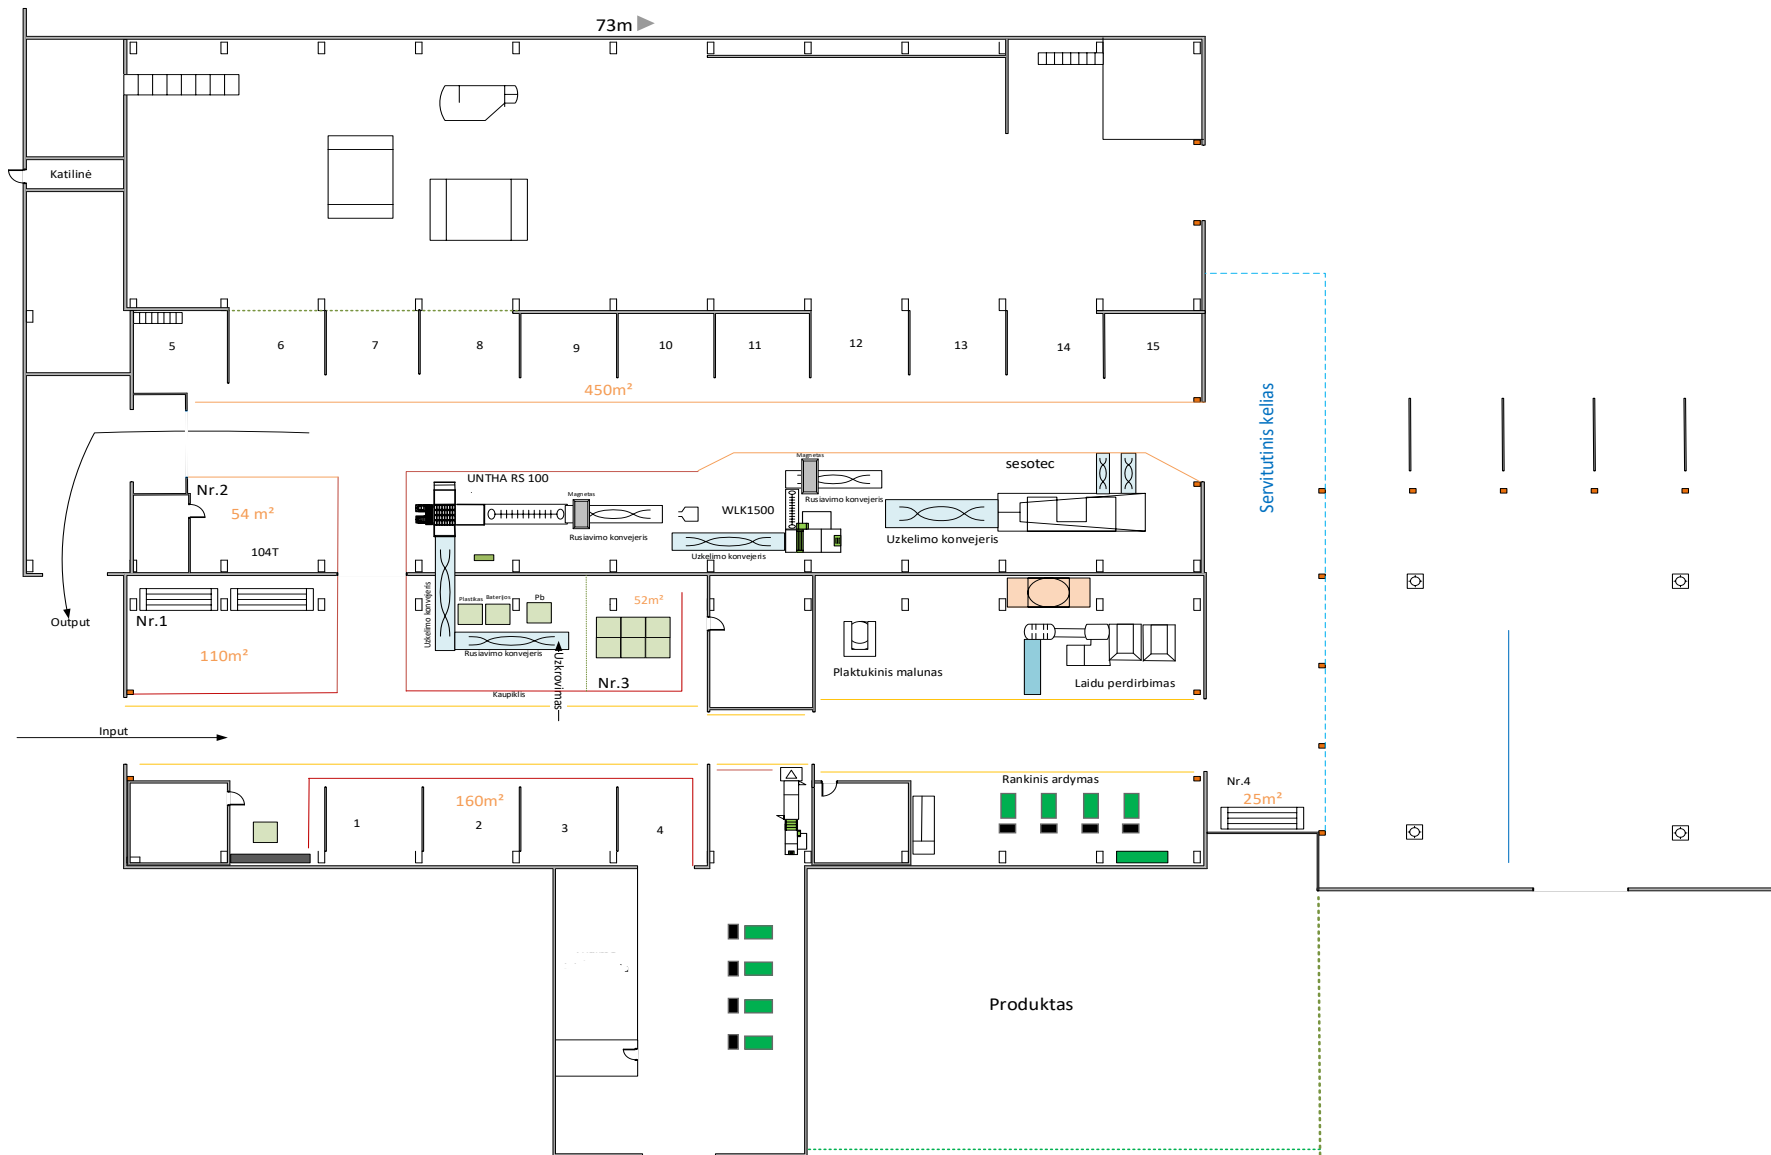 73m
Katilinė
5
6
7
8
9
10
11
12
13
14
15
450m²
Servitutinis kelias
Nr.2
54 m²
104T
UNTHA RS 100
Magnetas
Rusiavimo konvejeris
WLK1500
Magnetas
Rusiavimo konvejeris
Uzkelimo konvejeris
sesotec
Uzkelimo konvejeris
Output
Nr.1
110m²
Uzkelimo konvejeris
Plastikas
Baterijos
Pb
52m²
Rusiavimo konvejeris
Uzkrovimas
Kaupiklis
Nr.3
Plaktukinis malunas
Laidu perdirbimas
Input
160m²
1
2
3
4
Rankinis ardymas
Nr.4
25m²
Produktas